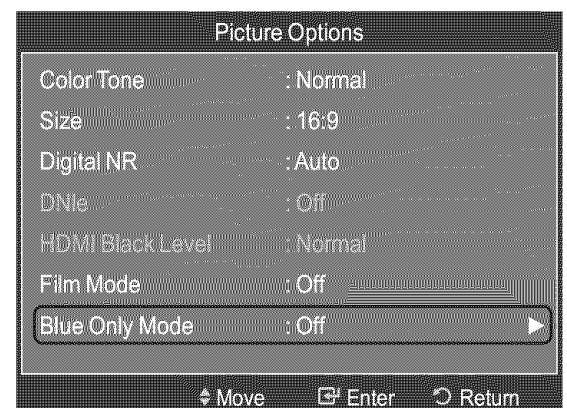 Picture Options
Color Tone : Normal
Size : 16:9
Digital NR : Auto
DNIe : Off
HDMI Black Level : Normal
Film Mode : Off
Blue Only Mode : Off
Move Enter Return